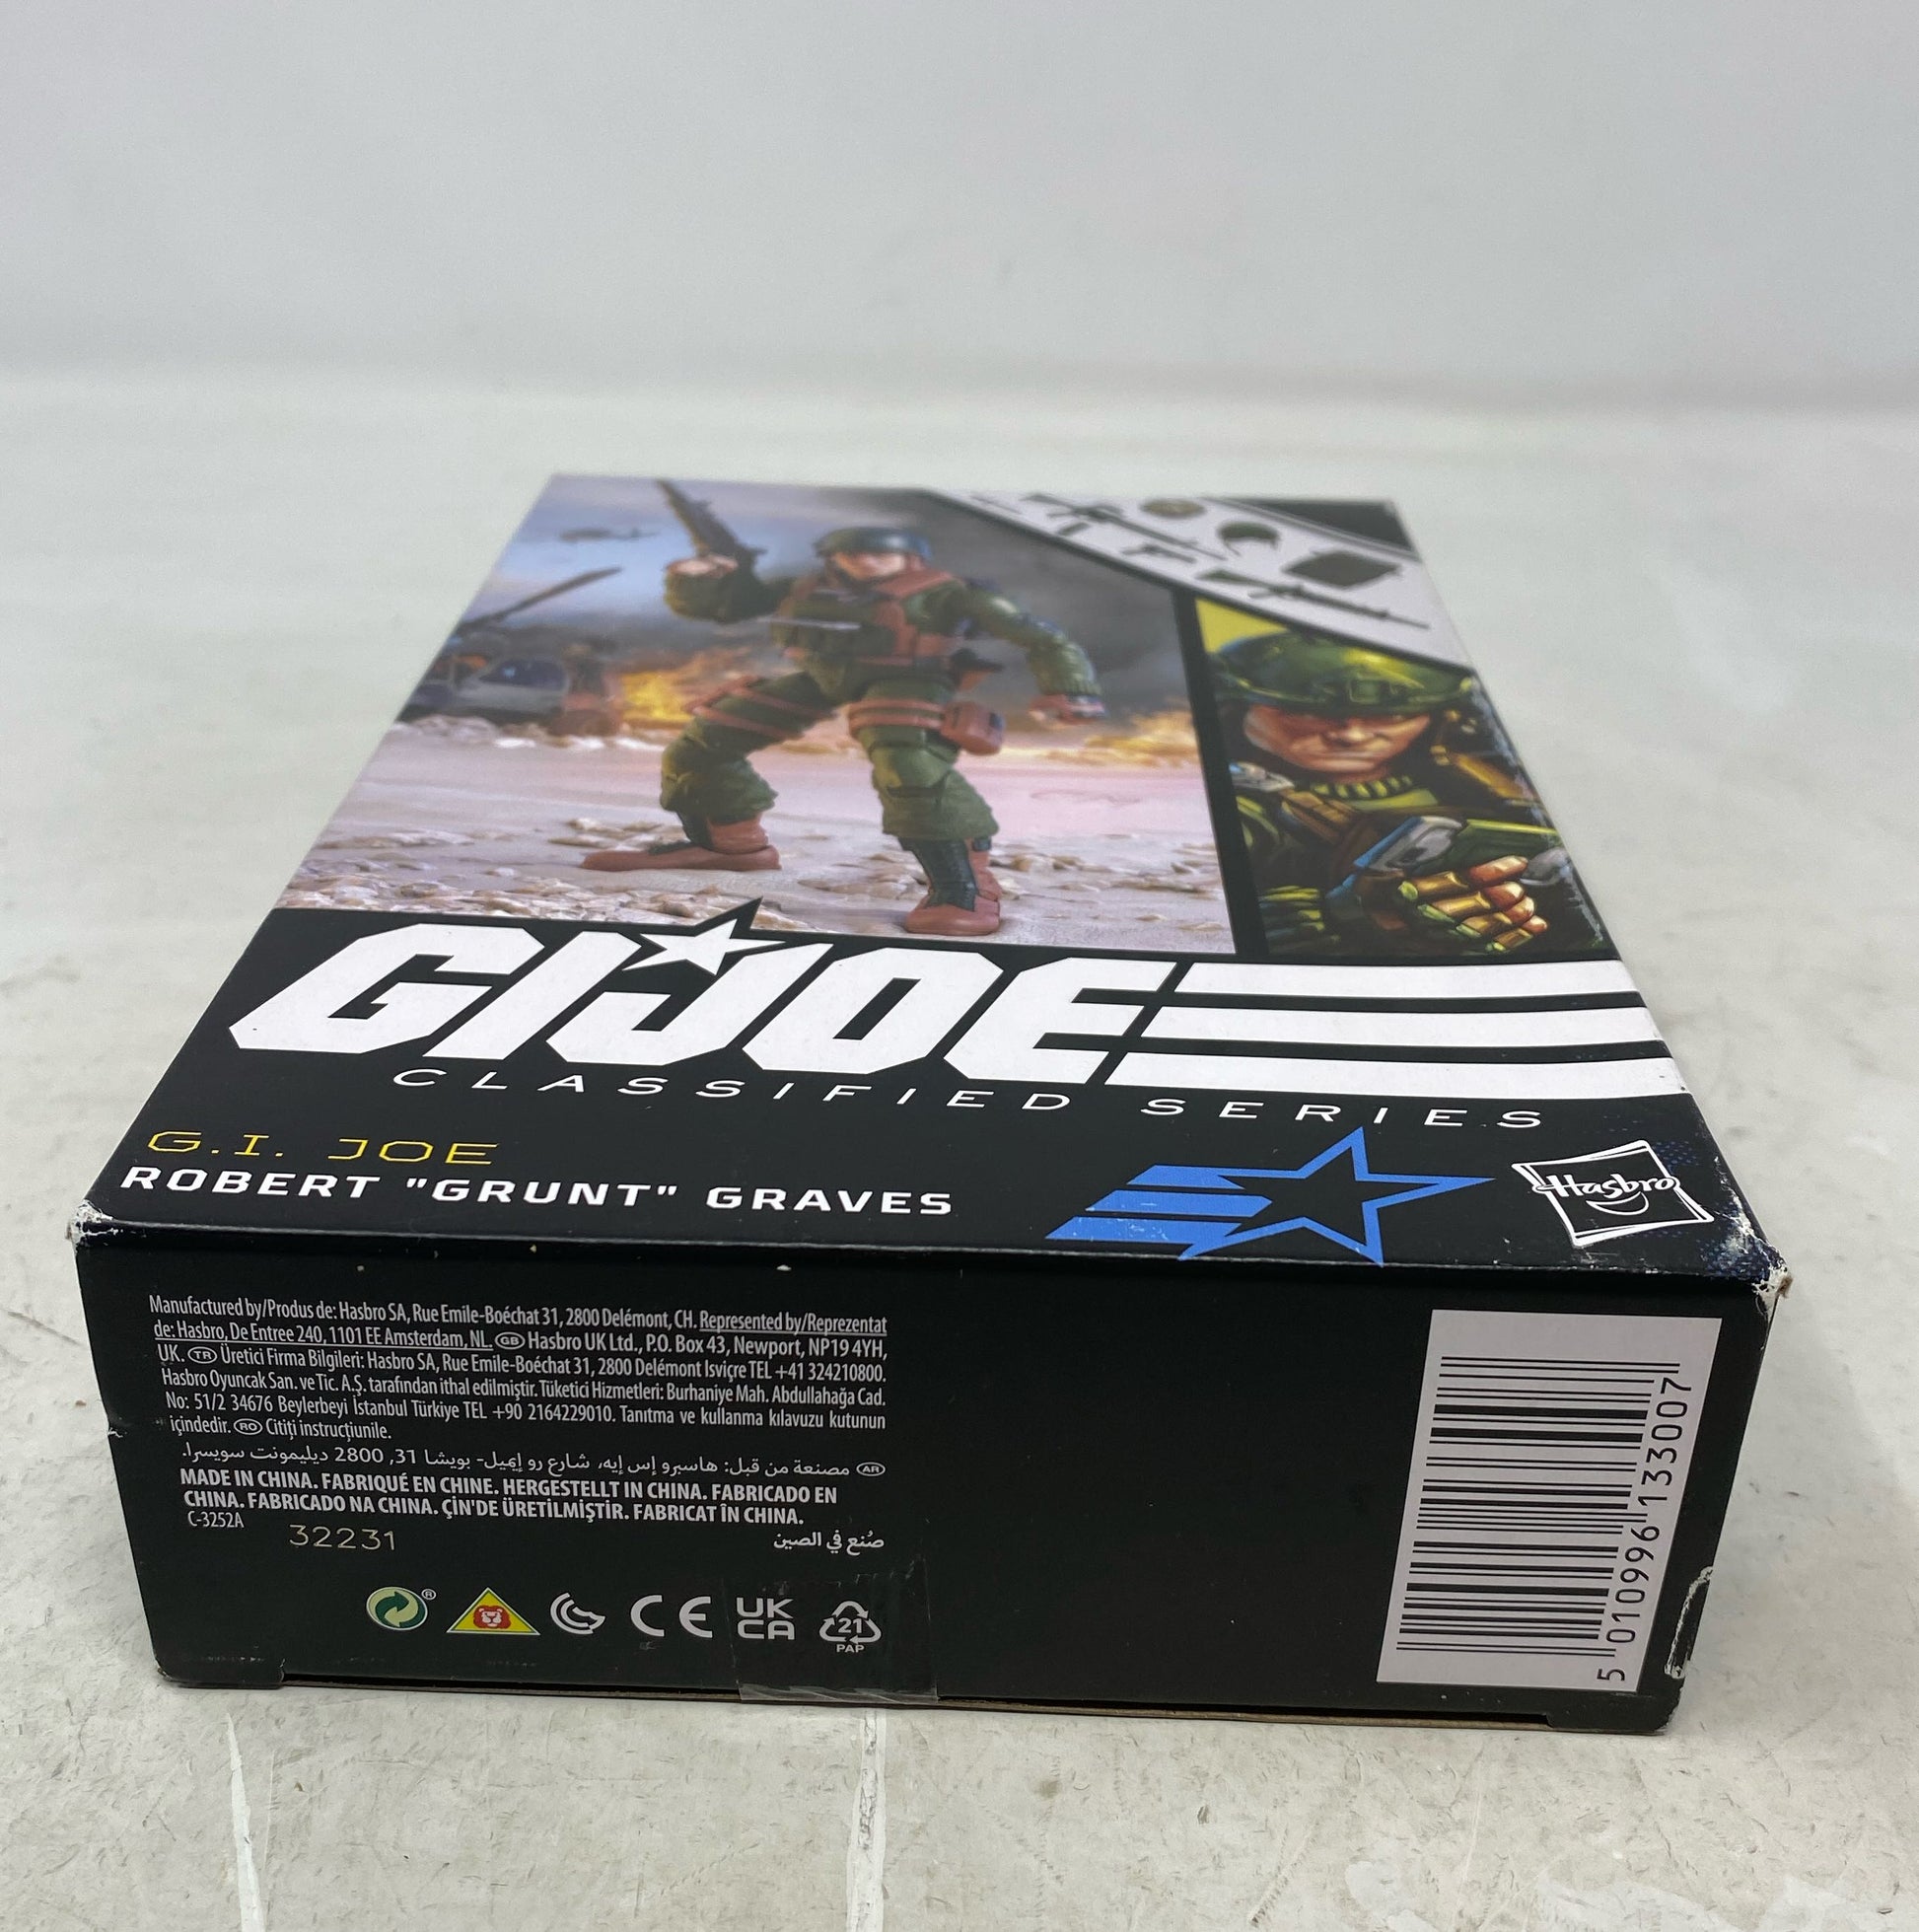 GIJOE
CLASSIFIED SERIES
G.I. JOE
ROBERT "GRUNT" GRAVES
Hasbro
Manufactured by/Produs de: Hasbro SA, Rue Emile-Boéchat 31, 2800 Delémont, CH. Represented by/Reprezentat
de: Hasbro, De Entree 240, 1101 EE Amsterdam, NL. GB Hasbro UK Ltd., P.O. Box 43, Newport, NP19 4YH,
UK. TR Üretici Firma Bilgileri: Hasbro SA, Rue Emile-Boéchat 31, 2800 Delémont Isviçre TEL +41 324210800.
Hasbro Oyuncak San. ve Tic. A.Ş. tarafından ithal edilmiştir. Tüketici Hizmetleri: Burhaniye Mah. Abdullahağa Cad.
No: 51/2 34676 Beylerbeyi İstanbul Türkiye TEL +90 2164229010. Tanıtma ve kullanma kılavuzu kutunun
içindedir. RO Citiți instrucțiunile.
AR مصنعة من قبل: هاسبرو إس إيه، شارع رو إميل- بويشا 31, 2800 ديليمونت سويسرا.
MADE IN CHINA. FABRIQUÉ EN CHINE. HERGESTELLT IN CHINA. FABRICADO EN
CHINA. FABRICADO NA CHINA. ÇİN'DE ÜRETİLMİŞTİR. FABRICAT ÎN CHINA.
C-3252A
صُنع في الصين
32231
®
CE
UK
CA
21
PAP
5 010996 133007